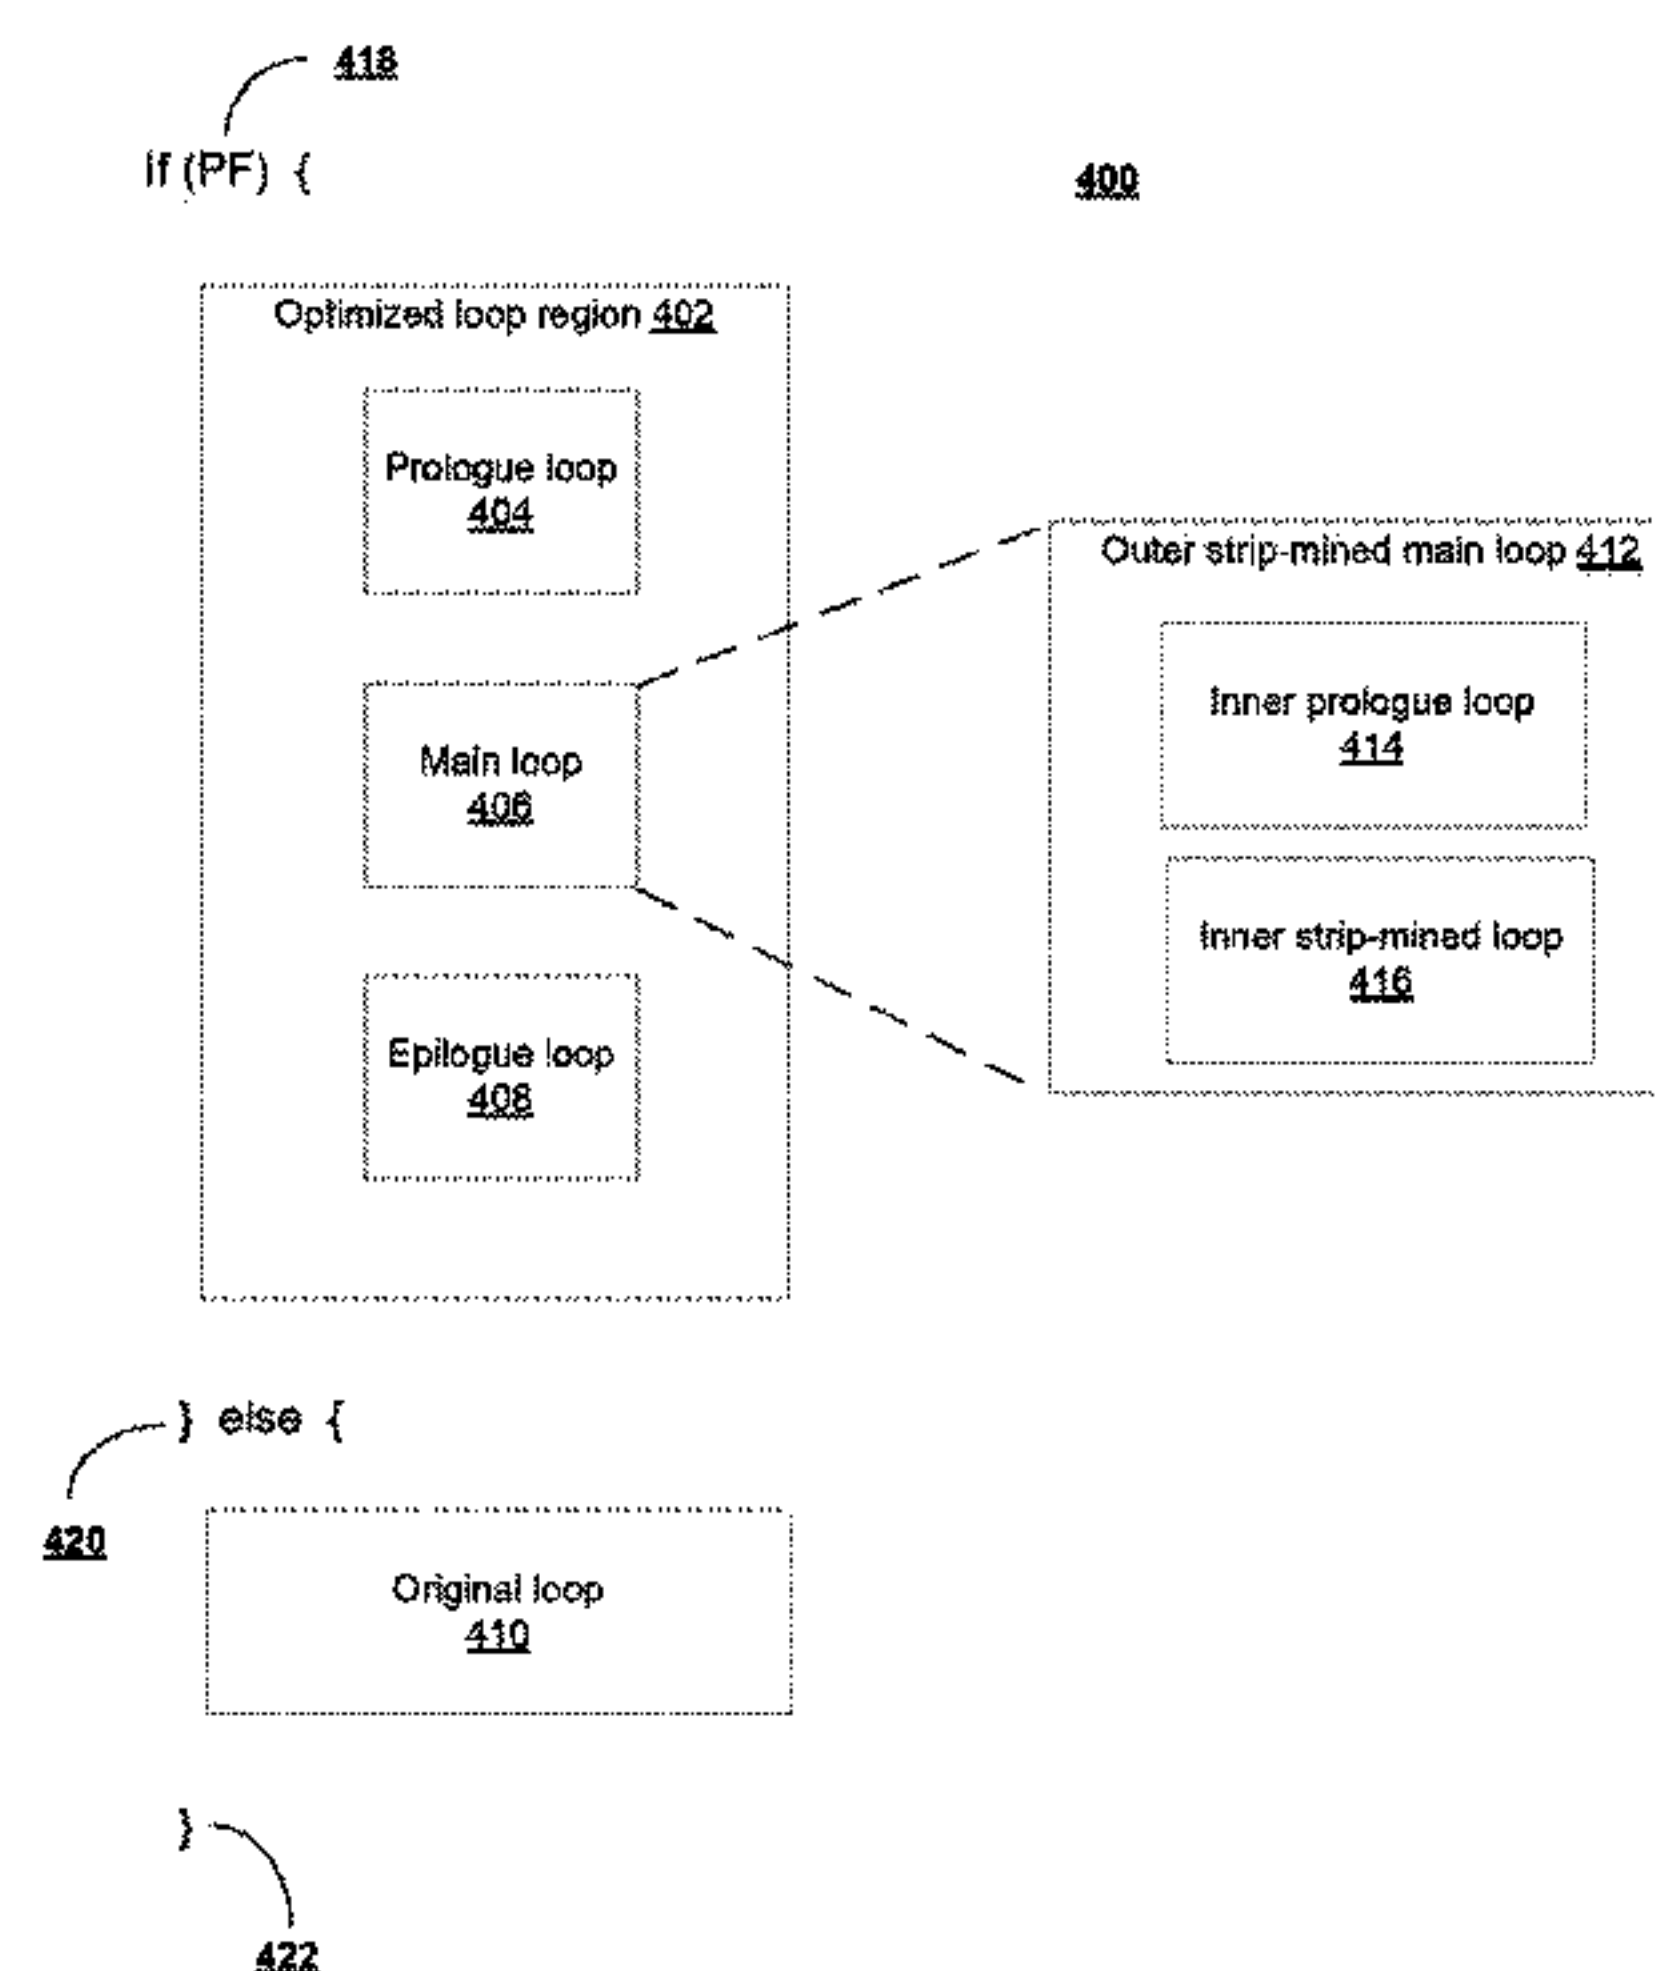 418
if (PF) {
400
Optimized loop region 402
Prologue loop
404
Outer strip-mined main loop 412
Inner prologue loop
414
Main loop
406
Inner strip-mined loop
416
Epilogue loop
408
} else {
420
Original loop
410
}
422